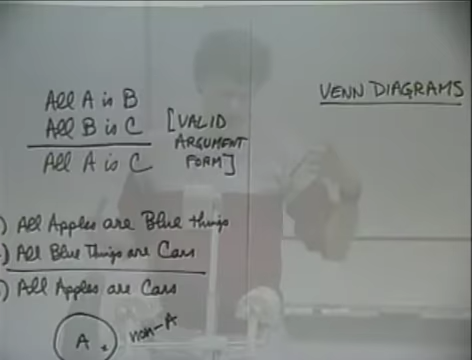 VENN DIAGRAMS
All A is B
All B is C
All A is C
[VALID
ARGUMENT
FORM]
) All Apples are Blue things
) All Blue Things are Cars
) All Apples are Cars
A
non-A